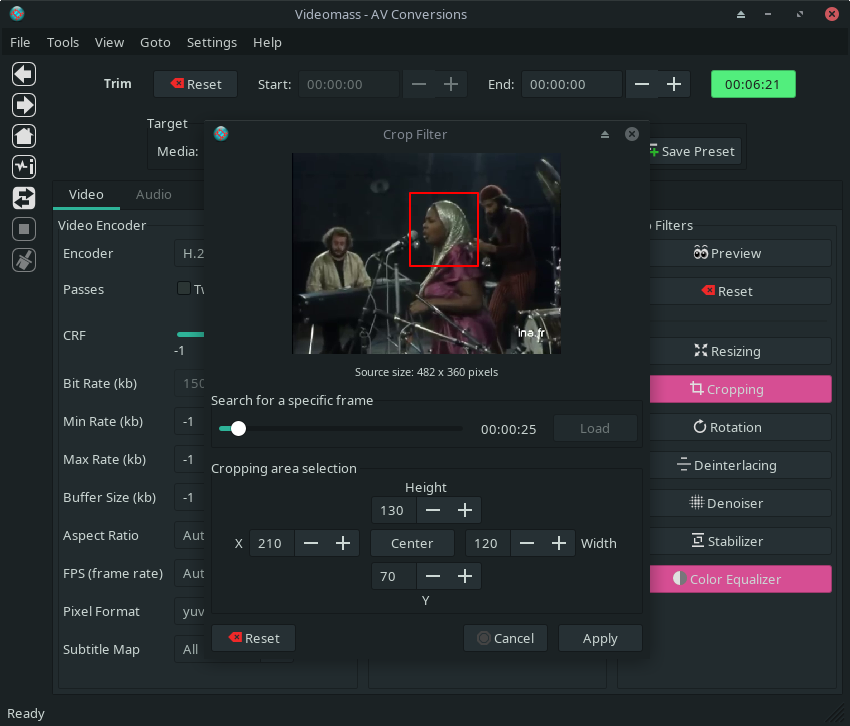 Videomass - AV Conversions
File Tools View Goto Settings Help
Trim Reset Start: 00:00:00 End: 00:00:00 00:06:21
Target
Media:
Save Preset
Crop Filter
Video Audio
Video Encoder
Encoder H.2
Passes
CRF
-1
Bit Rate (kb) 150
Min Rate (kb) -1
Max Rate (kb) -1
Buffer Size (kb) -1
Aspect Ratio Aut
FPS (frame rate) Aut
Pixel Format yuv
Subtitle Map All
ina.fr
Source size: 482 x 360 pixels
Search for a specific frame
00:00:25 Load
Cropping area selection
Height
130
X 210 Center 120 Width
70
Y
Reset Cancel Apply
Filters
Preview
Reset
Resizing
Cropping
Rotation
Deinterlacing
Denoiser
Stabilizer
Color Equalizer
Ready